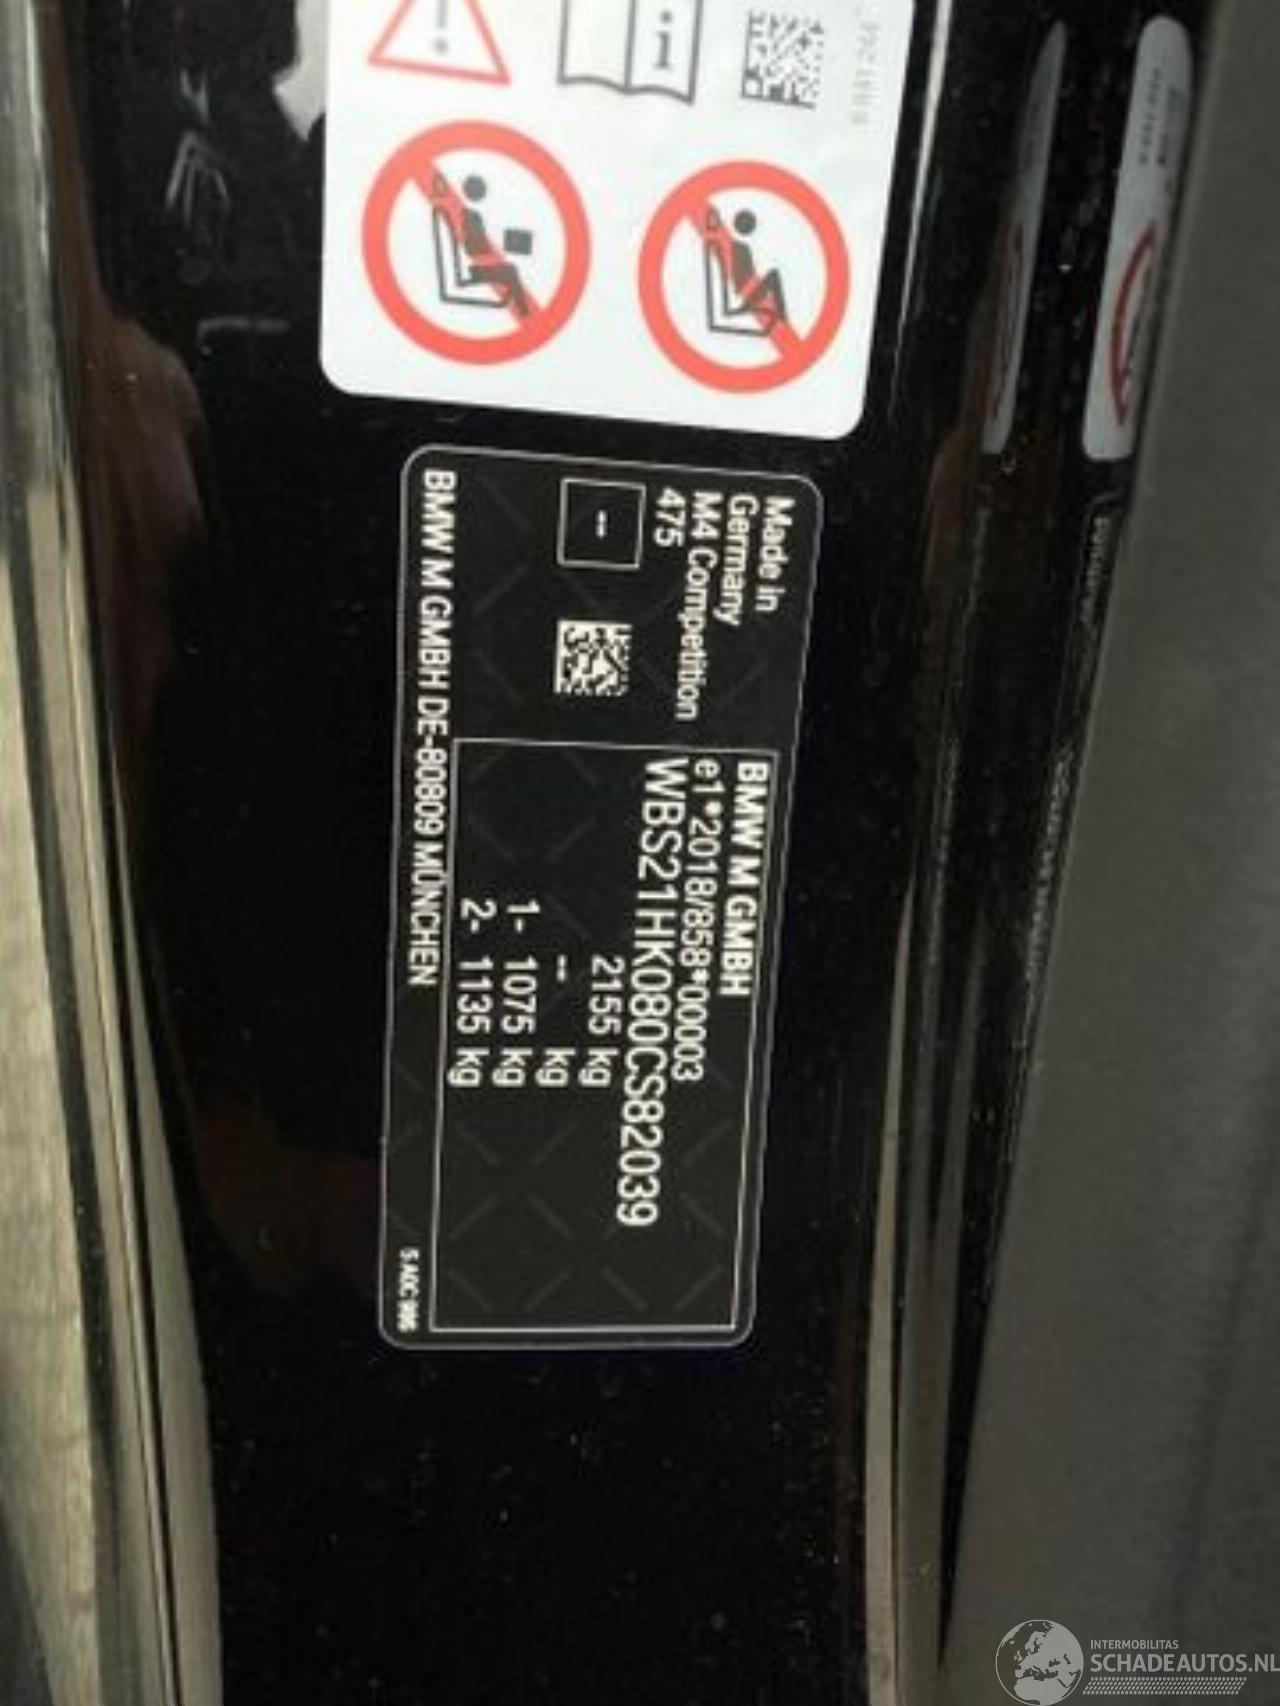 Made in
Germany
M4 Competition
475
--
BMW M GMBH
e1*2018/858*00003
WBS21HK080CS82039
2155 kg
-- kg
1- 1075 kg
2- 1135 kg
BMW M GMBH DE-80809 MÜNCHEN
INTERMOBILITAS
SCHADEAUTOS.NL